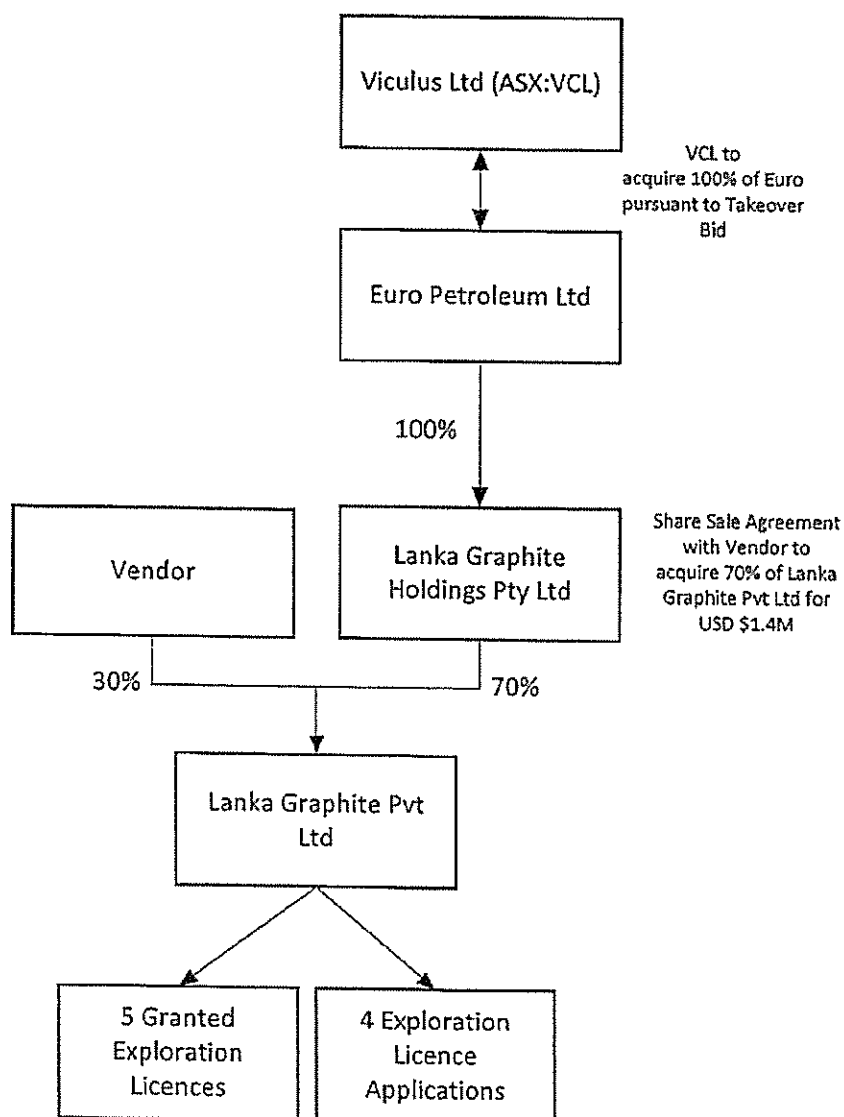 Viculus Ltd (ASX:VCL)
VCL to
acquire 100% of Euro
pursuant to Takeover
Bid
Euro Petroleum Ltd
100%
Vendor
Lanka Graphite
Holdings Pty Ltd
Share Sale Agreement
with Vendor to
acquire 70% of Lanka
Graphite Pvt Ltd for
USD $1.4M
30%
70%
Lanka Graphite Pvt
Ltd
5 Granted
Exploration
Licences
4 Exploration
Licence
Applications